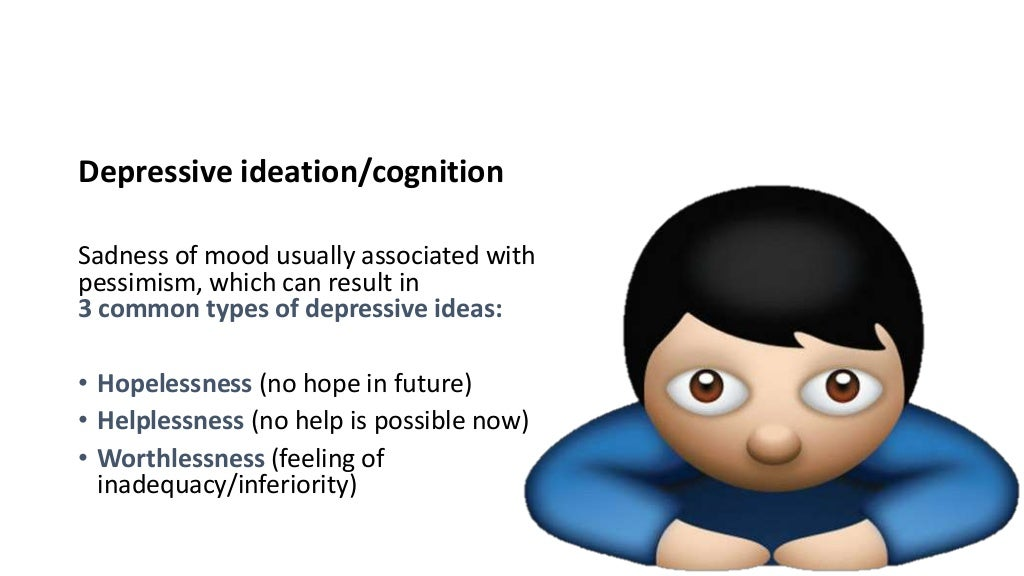 Depressive ideation/cognition
Sadness of mood usually associated with
pessimism, which can result in
3 common types of depressive ideas:
• Hopelessness (no hope in future)
• Helplessness (no help is possible now)
• Worthlessness (feeling of
inadequacy/inferiority)